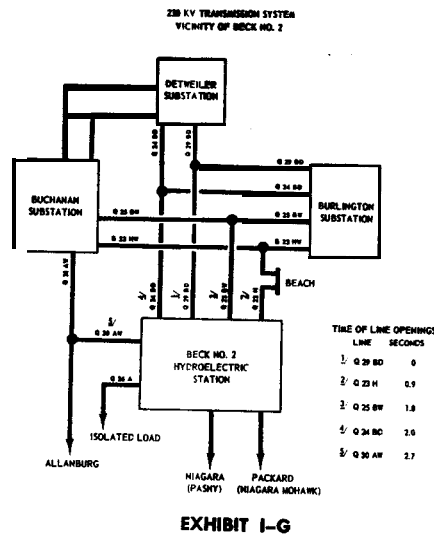 230 KV TRANSMISSION SYSTEM
VICINITY OF BECK NO. 2
DETWEILER
SUBSTATION
Q 24 BD
Q 29 BD
Q 29 BD
Q 24 BD
BUCHANAN
SUBSTATION
BURLINGTON
SUBSTATION
Q 25 BW
Q 25 BW
Q 23 HW
Q 23 HW
Q 30 AW
BEACH
4/
Q 24 BD
1/
Q 29 BD
3/
Q 25 BW
2/
Q 23 H
5/
Q 30 AW
BECK NO. 2
HYDROELECTRIC
STATION
Q 26 A
ISOLATED LOAD
ALLANBURG
NIAGARA
(PASNY)
PACKARD
(NIAGARA MOHAWK)
TIME OF LINE OPENINGS
LINE SECONDS
1/ Q 29 BD 0
2/ Q 23 H 0.9
3/ Q 25 BW 1.8
4/ Q 24 BD 2.0
5/ Q 30 AW 2.7
EXHIBIT I-G